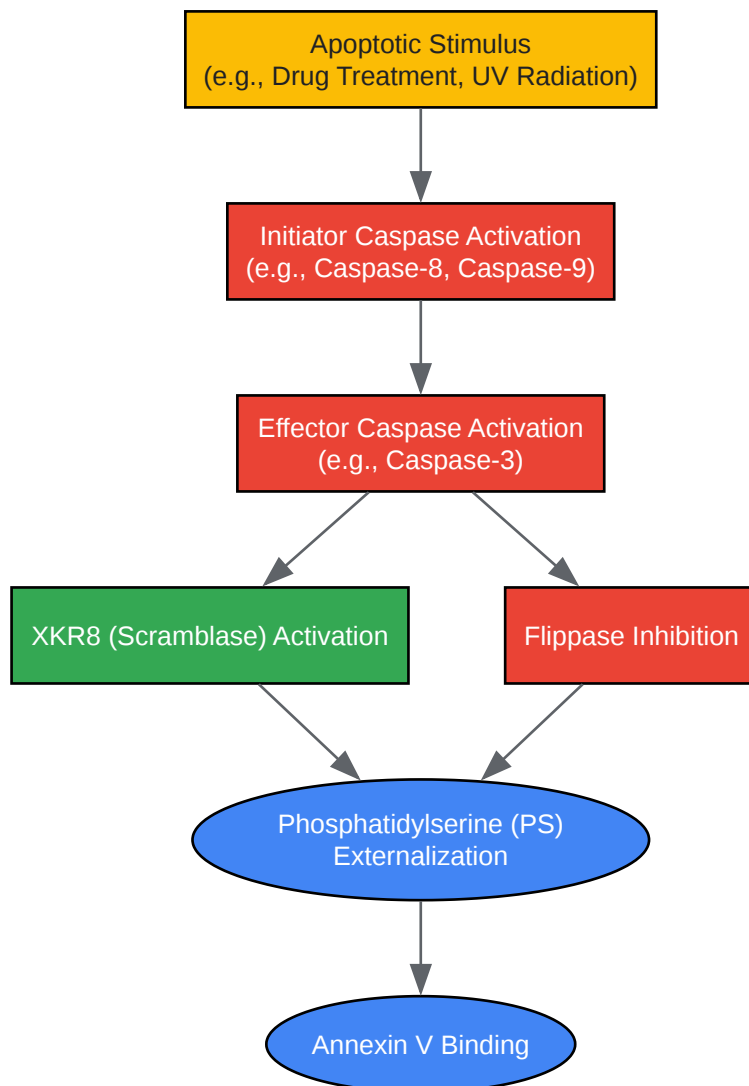 Apoptotic Stimulus
(e.g., Drug Treatment, UV Radiation)
Initiator Caspase Activation
(e.g., Caspase-8, Caspase-9)
Effector Caspase Activation
(e.g., Caspase-3)
XKR8 (Scramblase) Activation
Flippase Inhibition
Phosphatidylserine (PS)
Externalization
Annexin V Binding